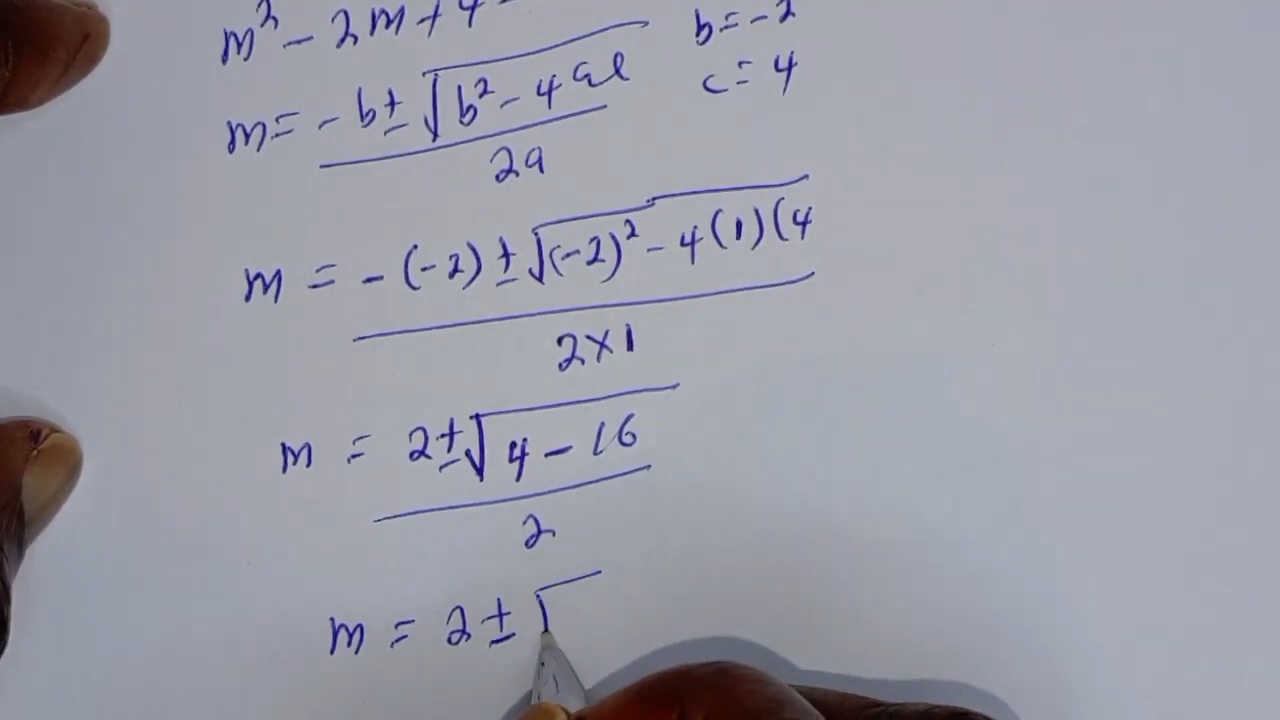 m² - 2m + 4
b = -2
c = 4
m = -b ± √(b² - 4ac) / 2a
m = -(-2) ± √((-2)² - 4(1)(4 / 2×1
m = 2 ± √(4 - 16) / 2
m = 2 ± √